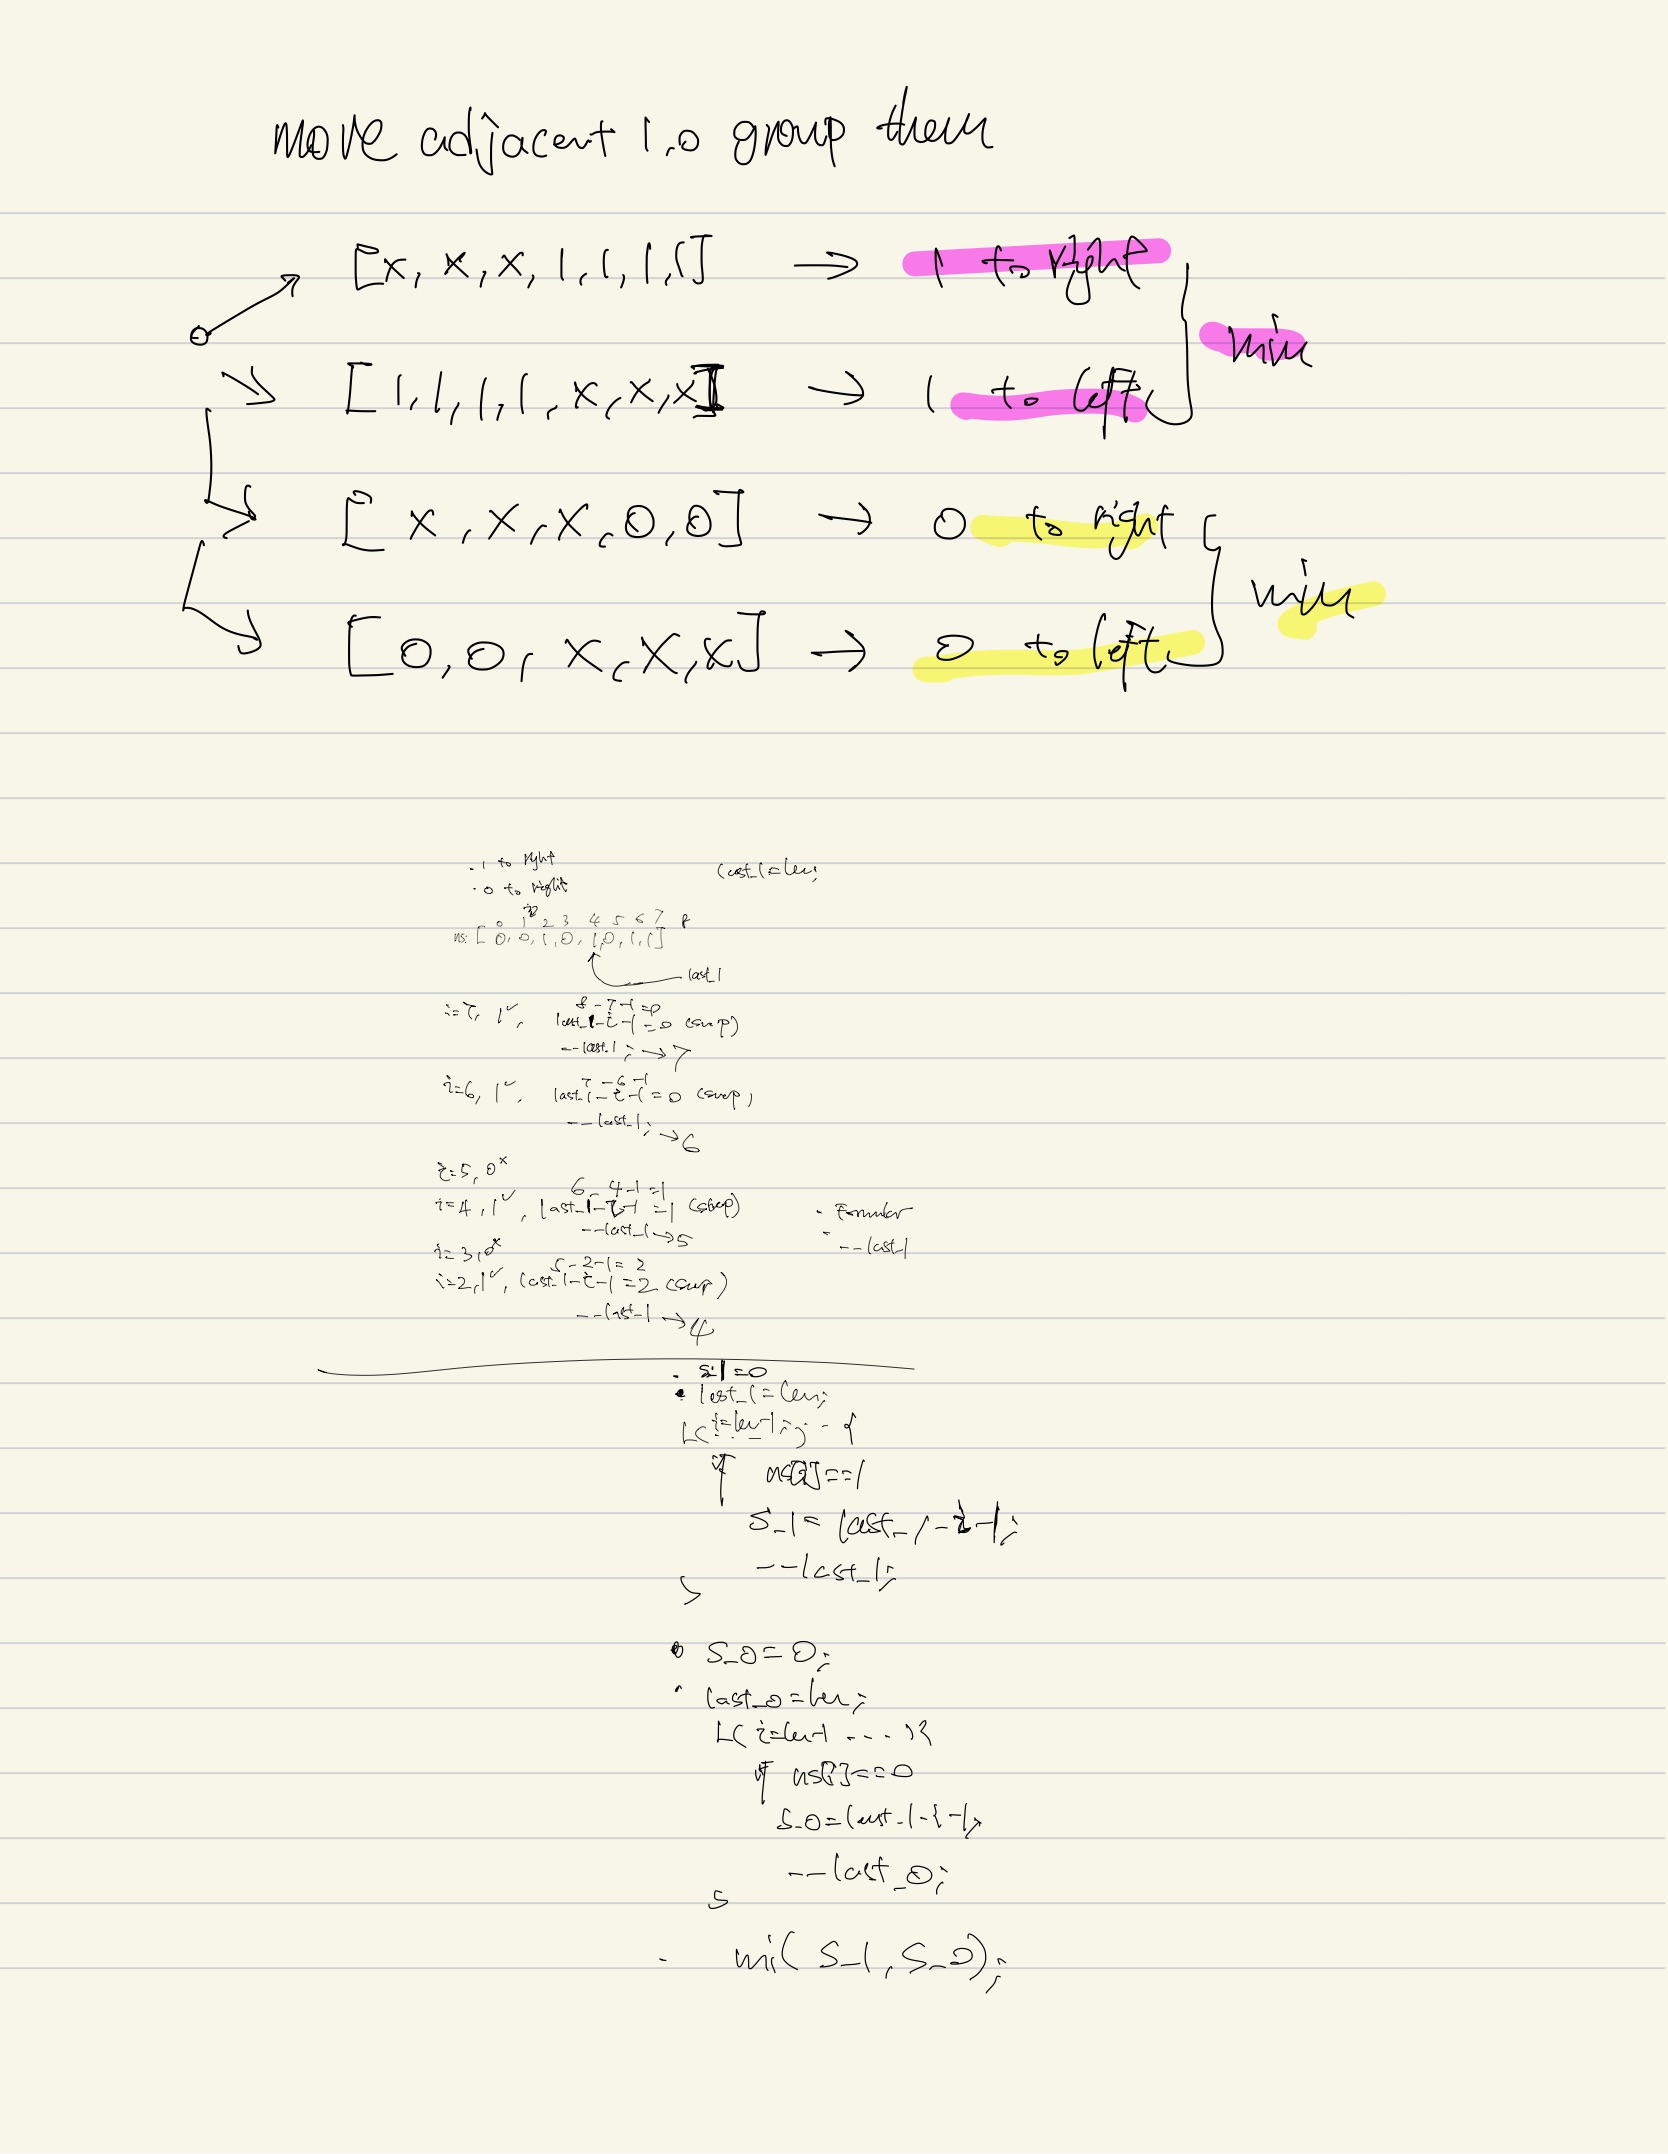 move adjacent 1,0 group them
[x, x, x, 1, 1, 1, 1] → 1 to right
min
[1, 1, 1, 1, x, x, x] → 1 to left
[x, x, x, 0, 0] → 0 to right
min
[0, 0, x, x, x] → 0 to left
· 1 to right
last_1=len;
· 0 to right
0 1 2 3 4 5 6 7 8
ns: [0, 0, 1, 0, 1, 0, 1, 1]
last_1
8-7-1=0
i=7, 1✓, last_1-i-1=0 (swap)
--last_1; →7
7-6-1
i=6, 1✓, last_1-i-1=0 (swap)
--last_1; →6
i=5, 0×
6-4-1=1
i=4, 1✓, last_1-i-1=1 (swap)
--last_1→5
· Formular
· --last_1
i=3, 0×
5-2-1=2
i=2, 1✓, last_1-i-1=2 (swap)
--last_1 →4
· s_1=0
· last_1=len;
L(i=len-1; ) - {
if ns[i]==1
S_1= last_1-i-1;
--last_1;
}
· S_0=0;
· last_0=len;
L( i=len-1 ....){
if ns[i]==0
S_0=last_1-i-1;
--last_0;
}
· mi( S_1, S_0);